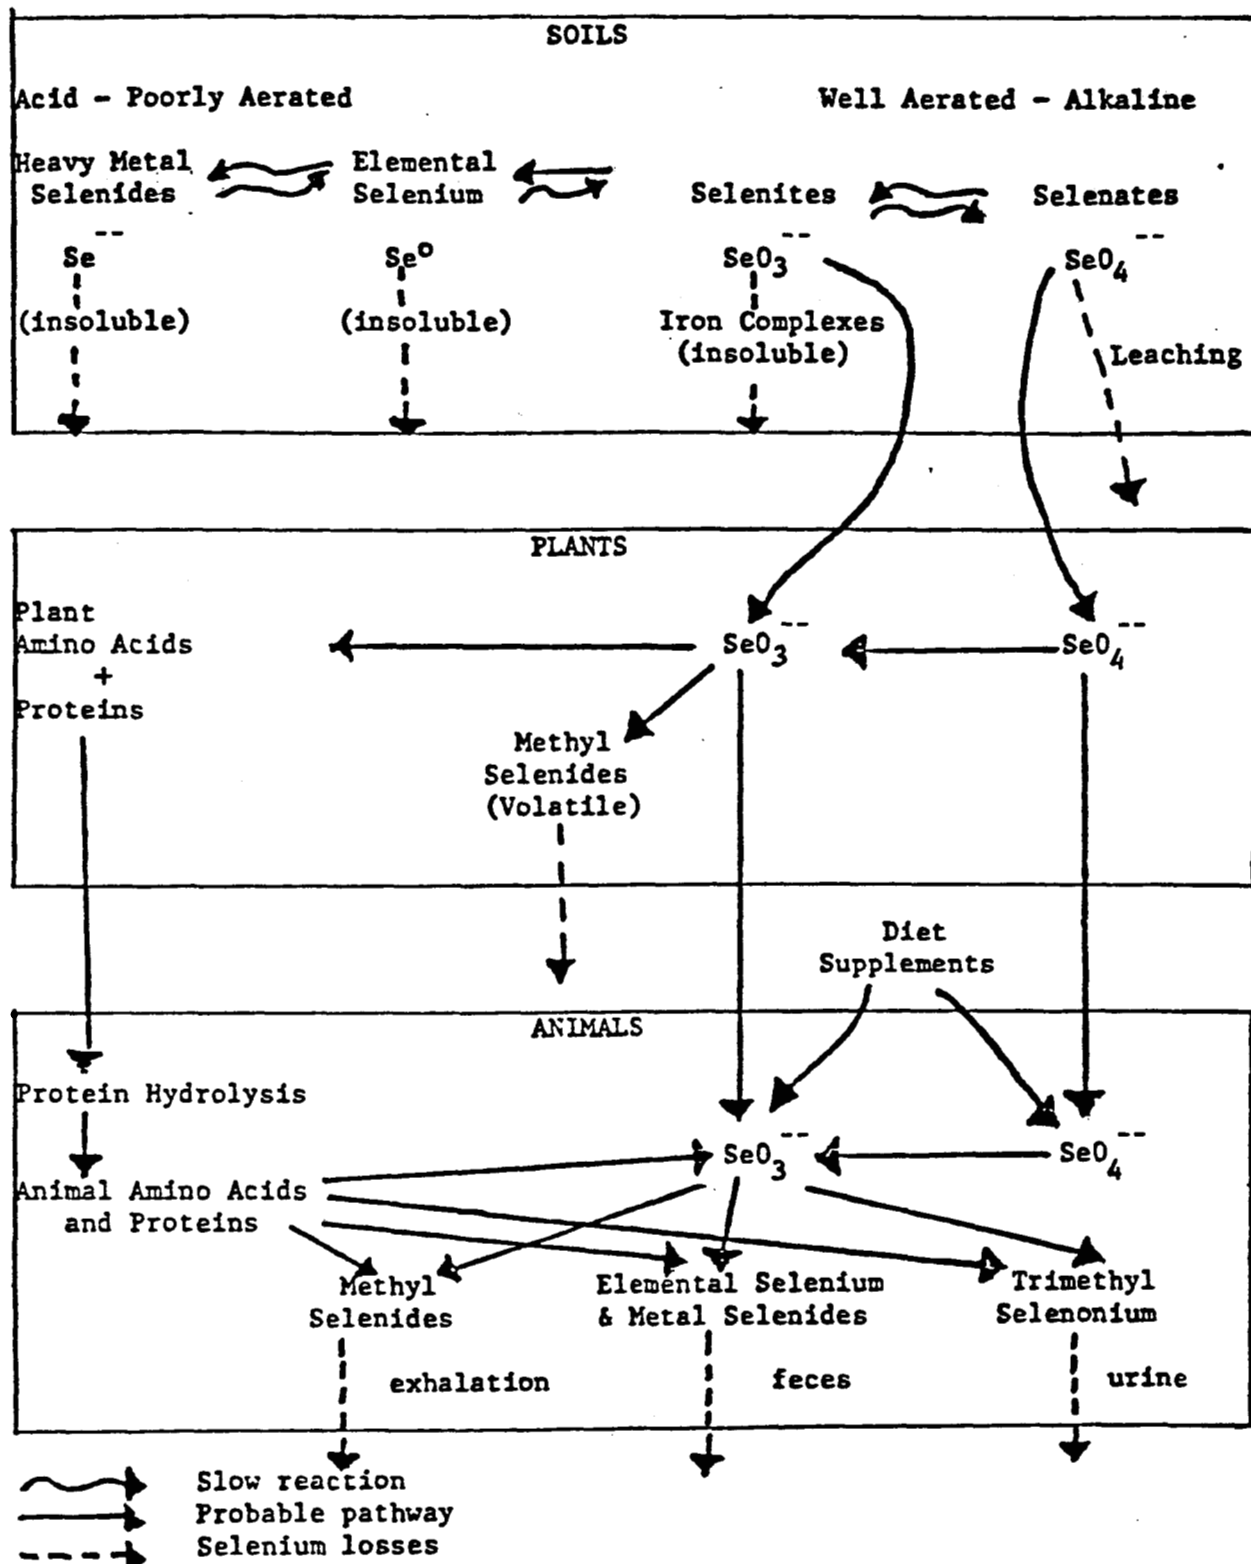 SOILS
Acid - Poorly Aerated
Well Aerated - Alkaline
Heavy Metal
Selenides
Elemental
Selenium
Selenites
Selenates
Se--
Se°
SeO3--
SeO4--
(insoluble)
(insoluble)
Iron Complexes
(insoluble)
Leaching
PLANTS
Plant
Amino Acids
+
Proteins
SeO3--
SeO4--
Methyl
Selenides
(Volatile)
Diet
Supplements
ANIMALS
Protein Hydrolysis
Animal Amino Acids
and Proteins
SeO3--
SeO4--
Methyl
Selenides
Elemental Selenium
& Metal Selenides
Trimethyl
Selenonium
exhalation
feces
urine
Slow reaction
Probable pathway
Selenium losses